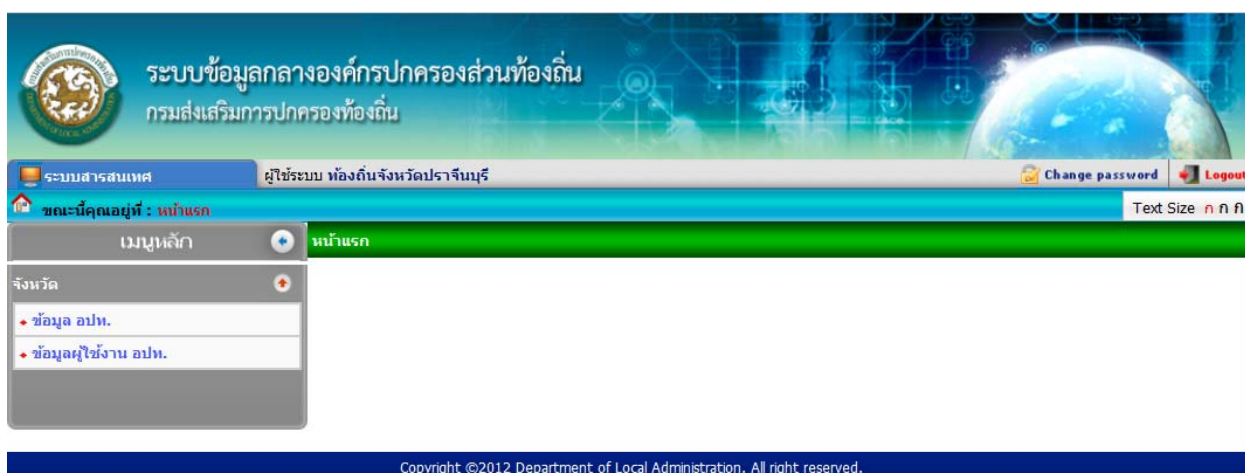 ระบบข้อมูลกลางองค์กรปกครองส่วนท้องถิ่น
กรมส่งเสริมการปกครองท้องถิ่น
ระบบสารสนเทศ
ผู้ใช้ระบบ ท้องถิ่นจังหวัดปราจีนบุรี
Change password
Logout
ขณะนี้คุณอยู่ที่ : หน้าแรก
Text Size ก ก ก
เมนูหลัก
หน้าแรก
จังหวัด
ข้อมูล อปท.
ข้อมูลผู้ใช้งาน อปท.
Copyright ©2012 Department of Local Administration. All right reserved.